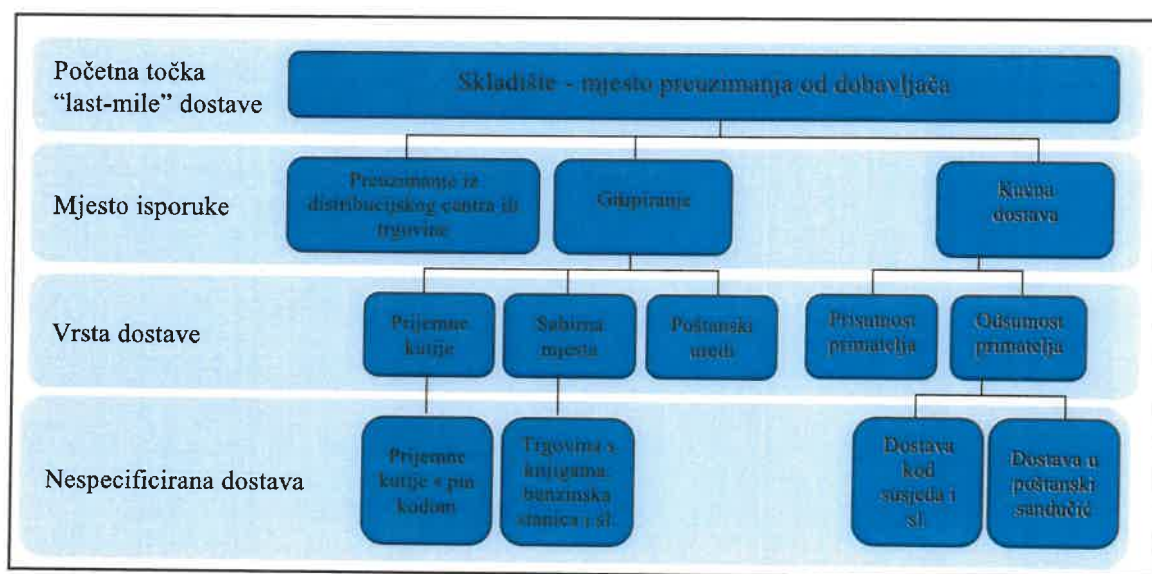 Početna točka
“last-mile” dostave
Skladište - mjesto preuzimanja od dobavljača
Mjesto isporuke
Preuzimanje iz
distribucijskog centra ili
trgovine
Grupiranje
Kućna
dostava
Vrsta dostave
Prijemne
kutije
Sabirna
mjesta
Poštanski
uredi
Prisutnost
primatelja
Odsutnost
primatelja
Nespecificirana dostava
Prijemne
kutije s pin
kodom
Trgovina s
knjigama,
benzinska
stanica i sl.
Dostava
kod
susjeda i
sl.
Dostava u
poštanski
sandučić